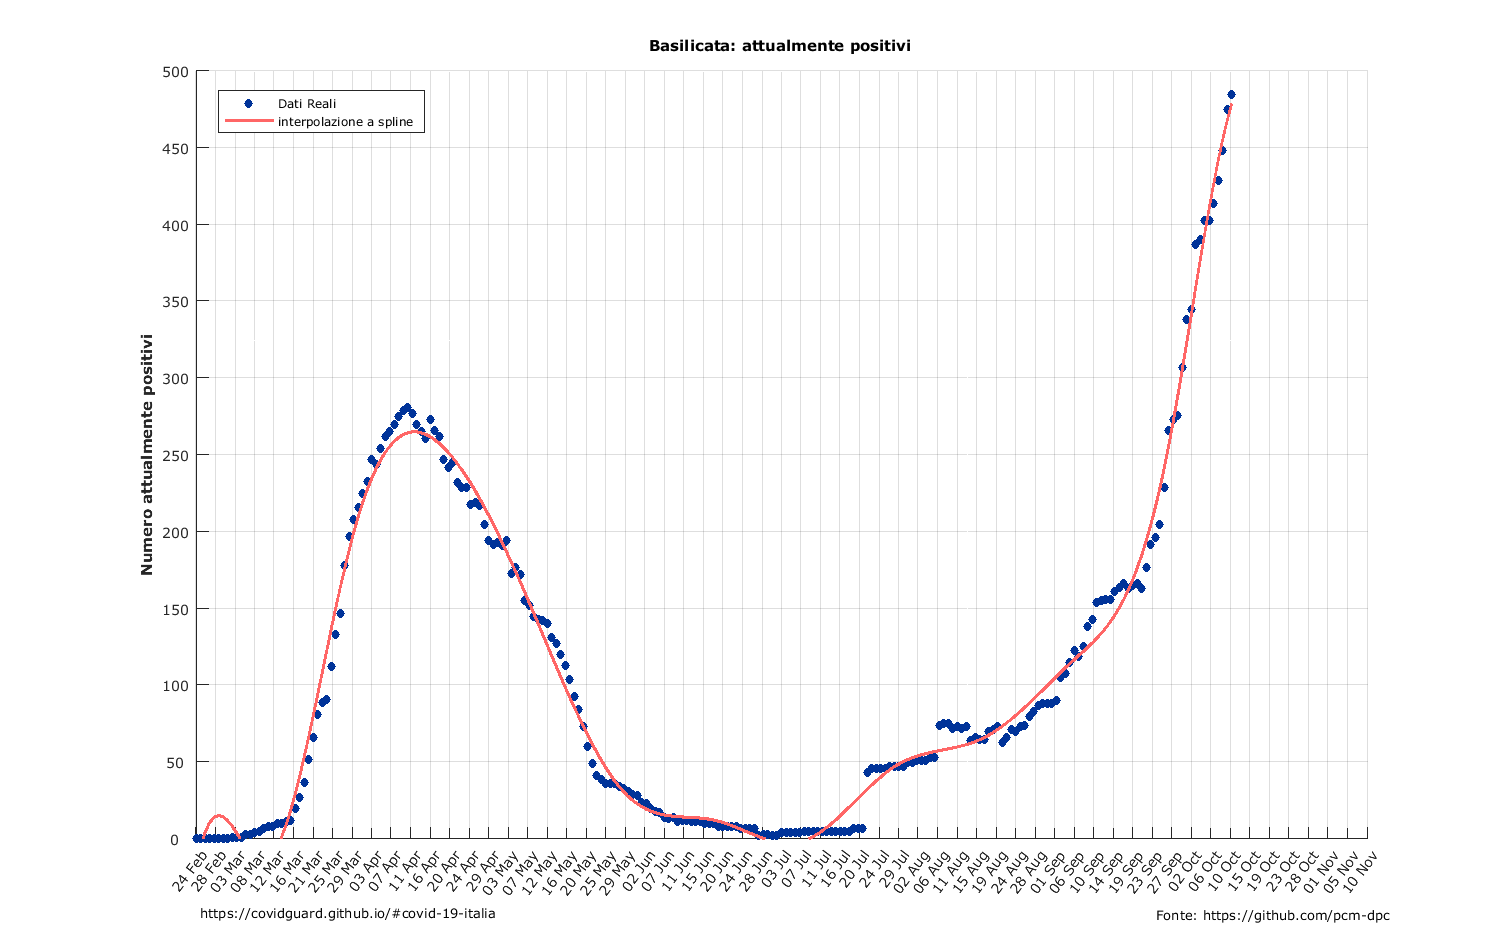 Basilicata: attualmente positivi
Dati Reali
interpolazione a spline
Numero attualmente positivi
500
450
400
350
300
250
200
150
100
50
0
24 Feb
28 Feb
03 Mar
08 Mar
12 Mar
16 Mar
21 Mar
25 Mar
29 Mar
03 Apr
07 Apr
11 Apr
16 Apr
20 Apr
24 Apr
29 Apr
03 May
07 May
12 May
16 May
20 May
25 May
29 May
02 Jun
07 Jun
11 Jun
15 Jun
20 Jun
24 Jun
28 Jun
03 Jul
07 Jul
11 Jul
16 Jul
20 Jul
24 Jul
29 Jul
02 Aug
06 Aug
11 Aug
15 Aug
19 Aug
24 Aug
28 Aug
01 Sep
06 Sep
10 Sep
14 Sep
19 Sep
23 Sep
27 Sep
02 Oct
06 Oct
10 Oct
15 Oct
19 Oct
23 Oct
28 Oct
01 Nov
05 Nov
10 Nov
https://covidguard.github.io/#covid-19-italia
Fonte: https://github.com/pcm-dpc